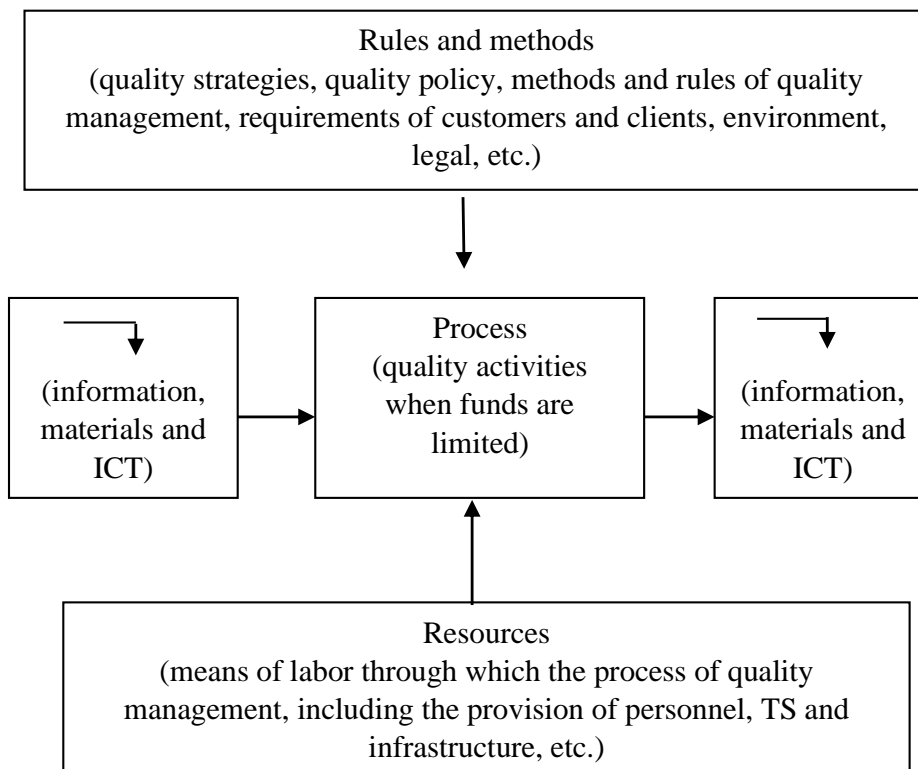 Rules and methods
(quality strategies, quality policy, methods and rules of quality
management, requirements of customers and clients, environment,
legal, etc.)
(information,
materials and
ICT)
Process
(quality activities
when funds are
limited)
(information,
materials and
ICT)
Resources
(means of labor through which the process of quality
management, including the provision of personnel, TS and
infrastructure, etc.)